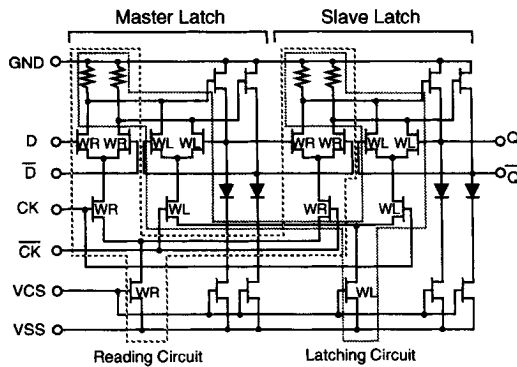 Master Latch Slave Latch
GND
D WR WR WL WL WR WR WL WL Q
D̅ Q̅
CK WR WL WR WL
C̅K̅
VCS WR WL
VSS
Reading Circuit Latching Circuit